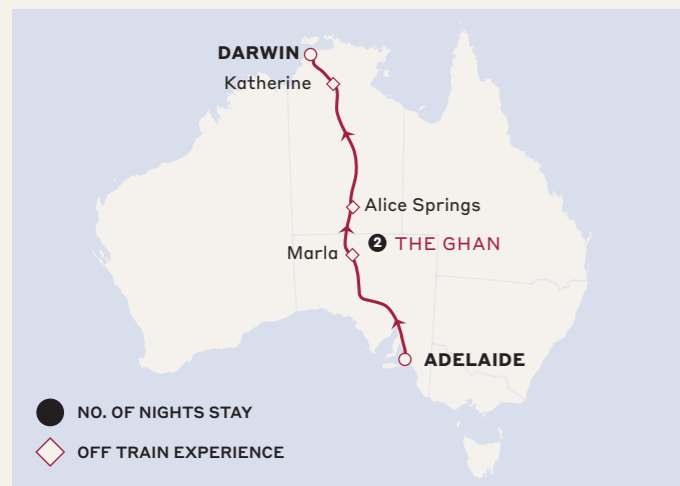 DARWIN
Katherine
Alice Springs
2 THE GHAN
Marla
ADELAIDE
NO. OF NIGHTS STAY
OFF TRAIN EXPERIENCE